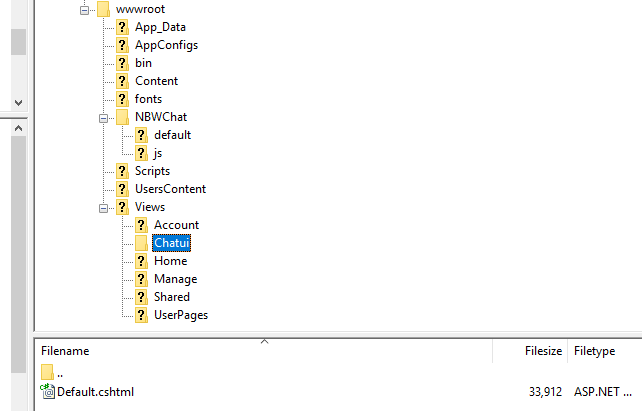 wwwroot
App_Data
AppConfigs
bin
Content
fonts
NBWChat
default
js
Scripts
UsersContent
Views
Account
Chatui
Home
Manage
Shared
UserPages
Filename Filesize Filetype
..
Default.cshtml 33,912 ASP.NET ...